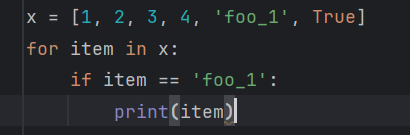 x = [1, 2, 3, 4, 'foo_1', True]
for item in x:
    if item == 'foo_1':
        print(item)